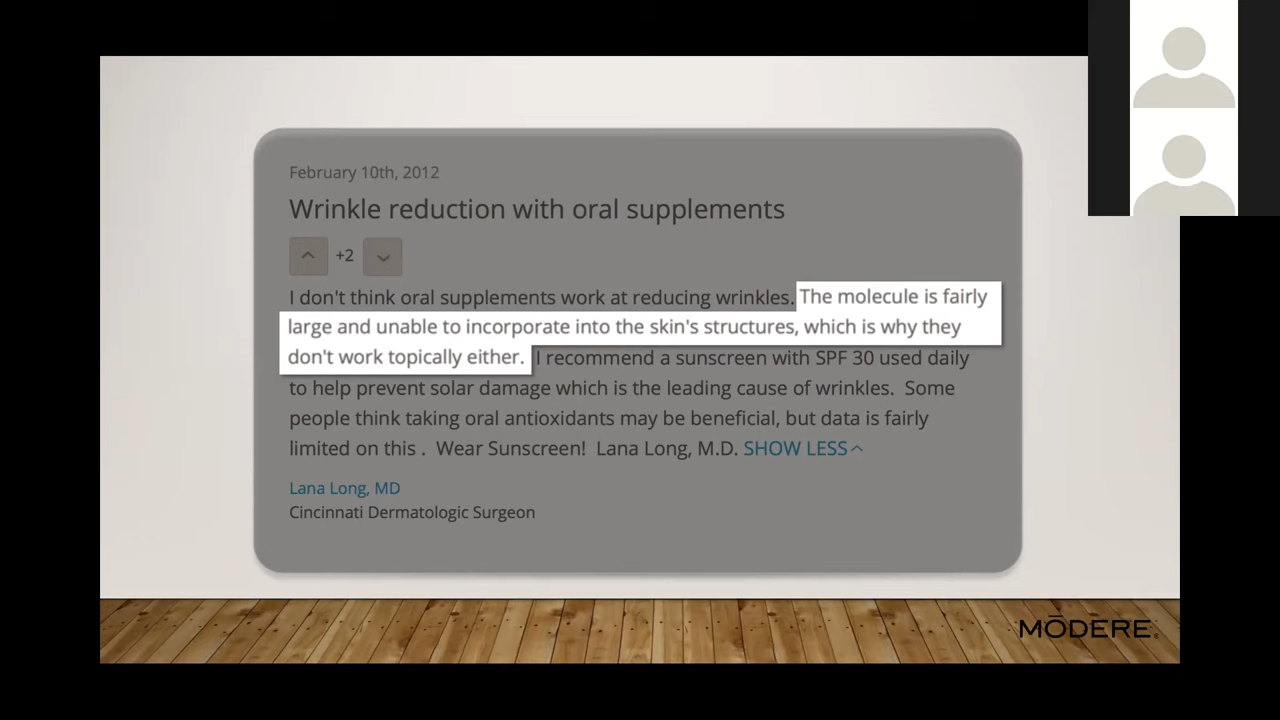 February 10th, 2012
Wrinkle reduction with oral supplements
+2
I don't think oral supplements work at reducing wrinkles. The molecule is fairly
large and unable to incorporate into the skin's structures, which is why they
don't work topically either. I recommend a sunscreen with SPF 30 used daily
to help prevent solar damage which is the leading cause of wrinkles.  Some
people think taking oral antioxidants may be beneficial, but data is fairly
limited on this .  Wear Sunscreen!  Lana Long, M.D. SHOW LESS
Lana Long, MD
Cincinnati Dermatologic Surgeon
MŌDERE